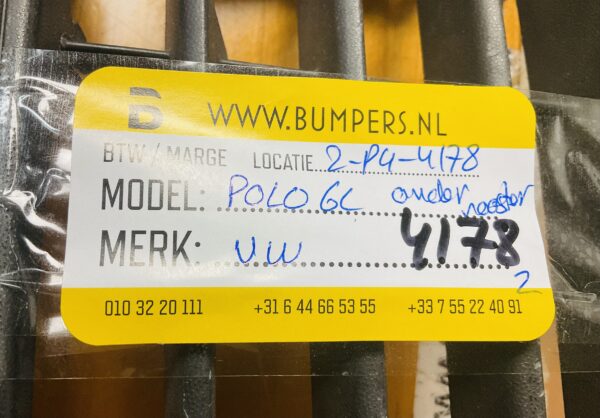 B WWW.BUMPERS.NL
BTW / MARGE LOCATIE 2-P4-4178
MODEL: POLO 6C onder rooster
MERK: VW 4178
2
010 32 20 111 +31 6 44 66 53 55 +33 7 55 22 40 91